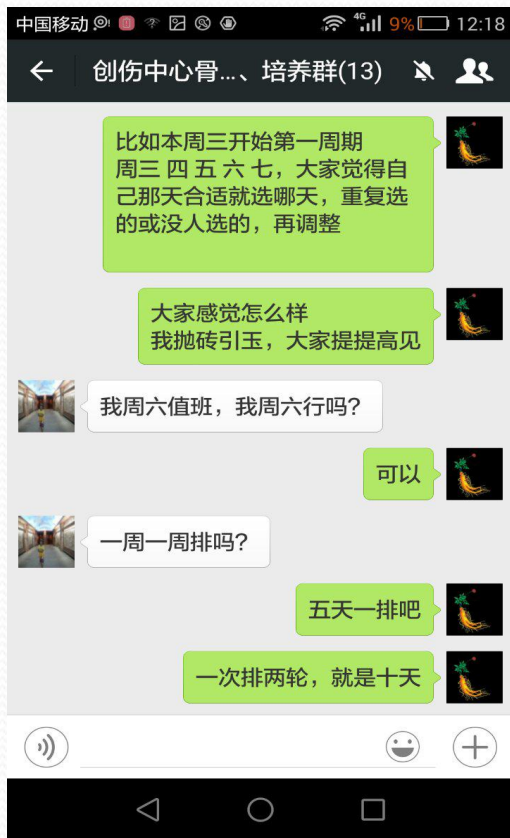 中国移动
4G
9%
12:18
创伤中心骨...、培养群(13)
比如本周三开始第一周期
周三 四 五 六 七，大家觉得自
己那天合适就选哪天，重复选
的或没人选的，再调整
大家感觉怎么样
我抛砖引玉，大家提提高见
我周六值班，我周六行吗?
可以
一周一周排吗?
五天一排吧
一次排两轮，就是十天